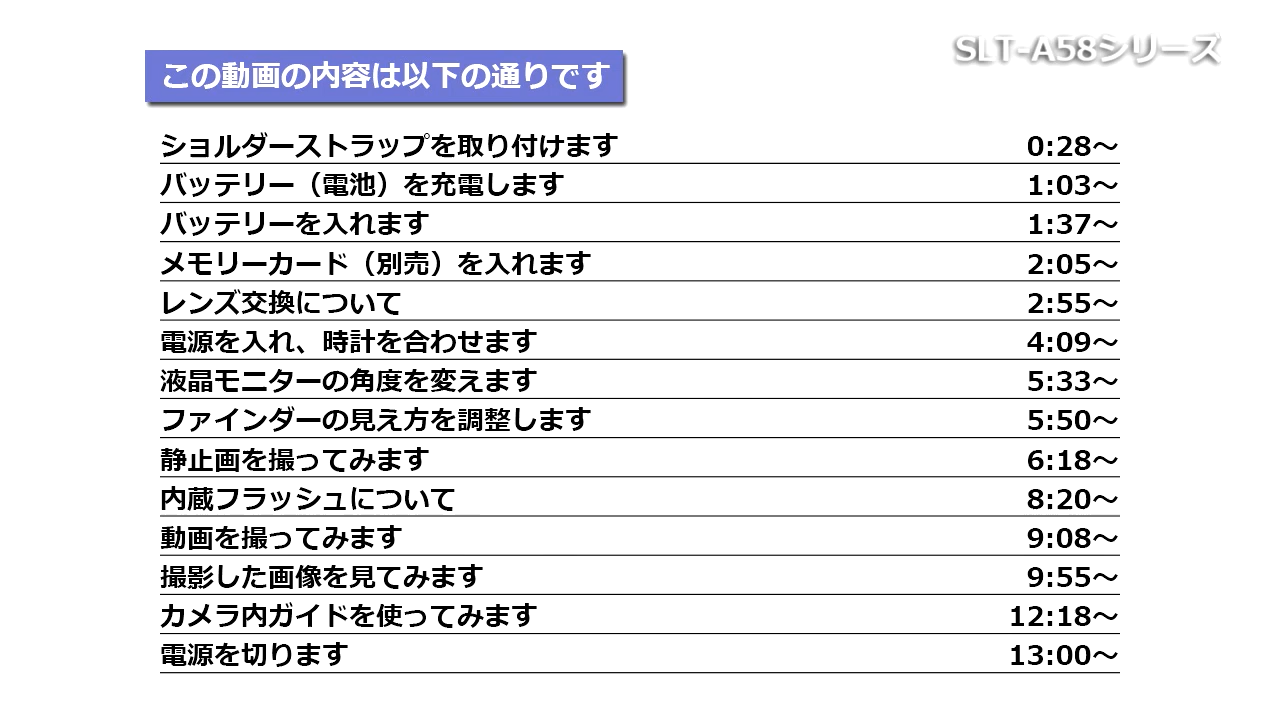 SLT-A58シリーズ
この動画の内容は以下の通りです
ショルダーストラップを取り付けます 0:28～
バッテリー（電池）を充電します 1:03～
バッテリーを入れます 1:37～
メモリーカード（別売）を入れます 2:05～
レンズ交換について 2:55～
電源を入れ、時計を合わせます 4:09～
液晶モニターの角度を変えます 5:33～
ファインダーの見え方を調整します 5:50～
静止画を撮ってみます 6:18～
内蔵フラッシュについて 8:20～
動画を撮ってみます 9:08～
撮影した画像を見てみます 9:55～
カメラ内ガイドを使ってみます 12:18～
電源を切ります 13:00～